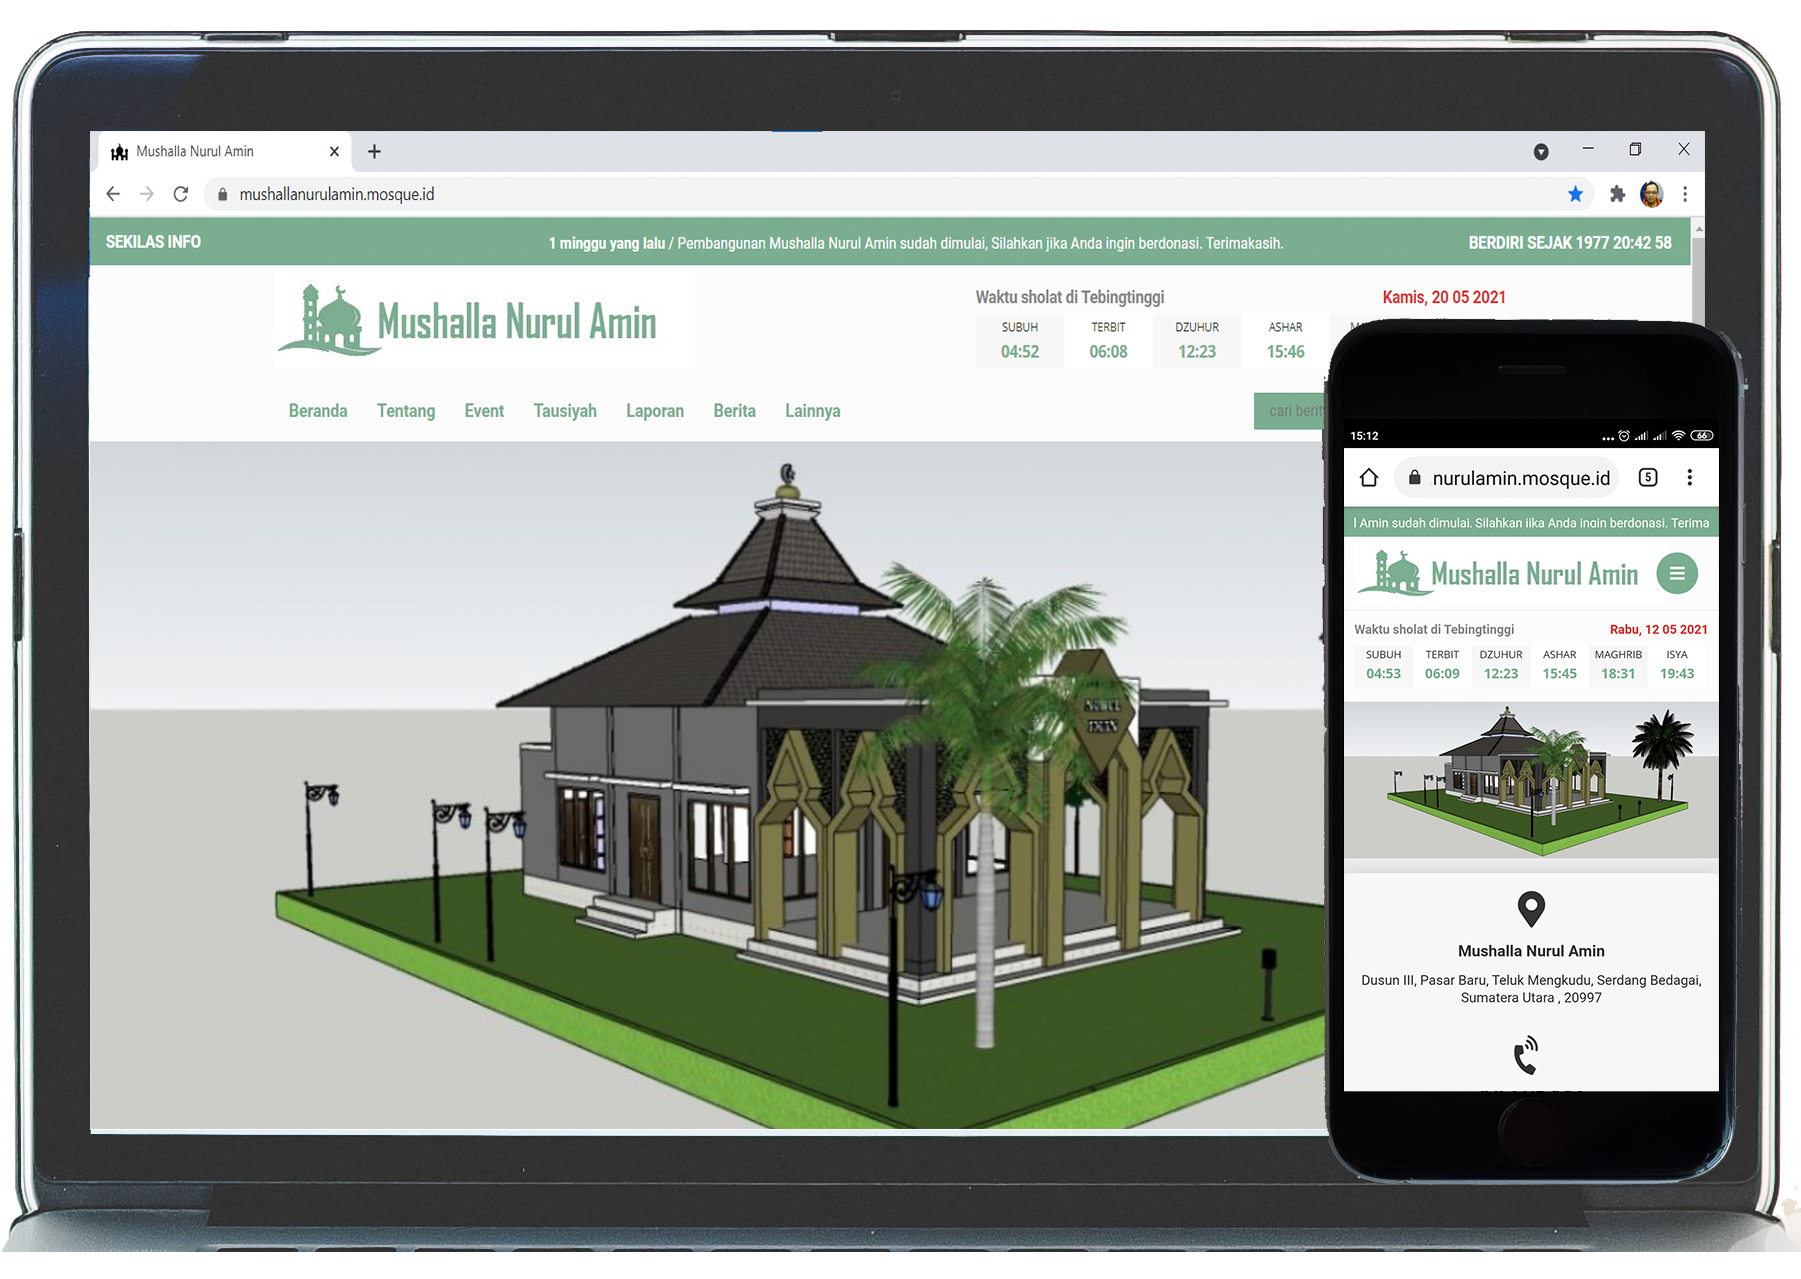 Mushalla Nurul Amin
mushallanurulamin.mosque.id
SEKILAS INFO
1 minggu yang lalu / Pembangunan Mushalla Nurul Amin sudah dimulai, Silahkan jika Anda ingin berdonasi. Terimakasih.
BERDIRI SEJAK 1977 20:42 58
Mushalla Nurul Amin
Waktu sholat di Tebingtinggi
Kamis, 20 05 2021
SUBUH TERBIT DZUHUR ASHAR
04:52 06:08 12:23 15:46
Beranda Tentang Event Tausiyah Laporan Berita Lainnya
cari berit
NURUL
AMIN
15:12
66
nurulamin.mosque.id
5
l Amin sudah dimulai. Silahkan jika Anda ingin berdonasi. Terima
Mushalla Nurul Amin
Waktu sholat di Tebingtinggi
Rabu, 12 05 2021
SUBUH TERBIT DZUHUR ASHAR MAGHRIB ISYA
04:53 06:09 12:23 15:45 18:31 19:43
Mushalla Nurul Amin
Dusun III, Pasar Baru, Teluk Mengkudu, Serdang Bedagai,
Sumatera Utara , 20997